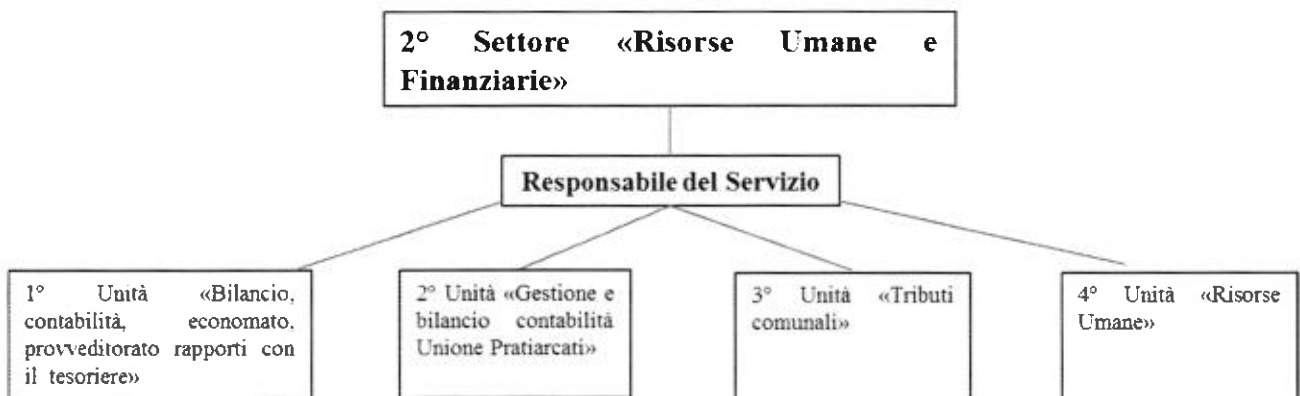 2° Settore «Risorse Umane e
Finanziarie»
Responsabile del Servizio
1° Unità «Bilancio,
contabilità, economato,
provveditorato rapporti con
il tesoriere»
2° Unità «Gestione e
bilancio contabilità
Unione Pratiarcati»
3° Unità «Tributi
comunali»
4° Unità «Risorse
Umane»